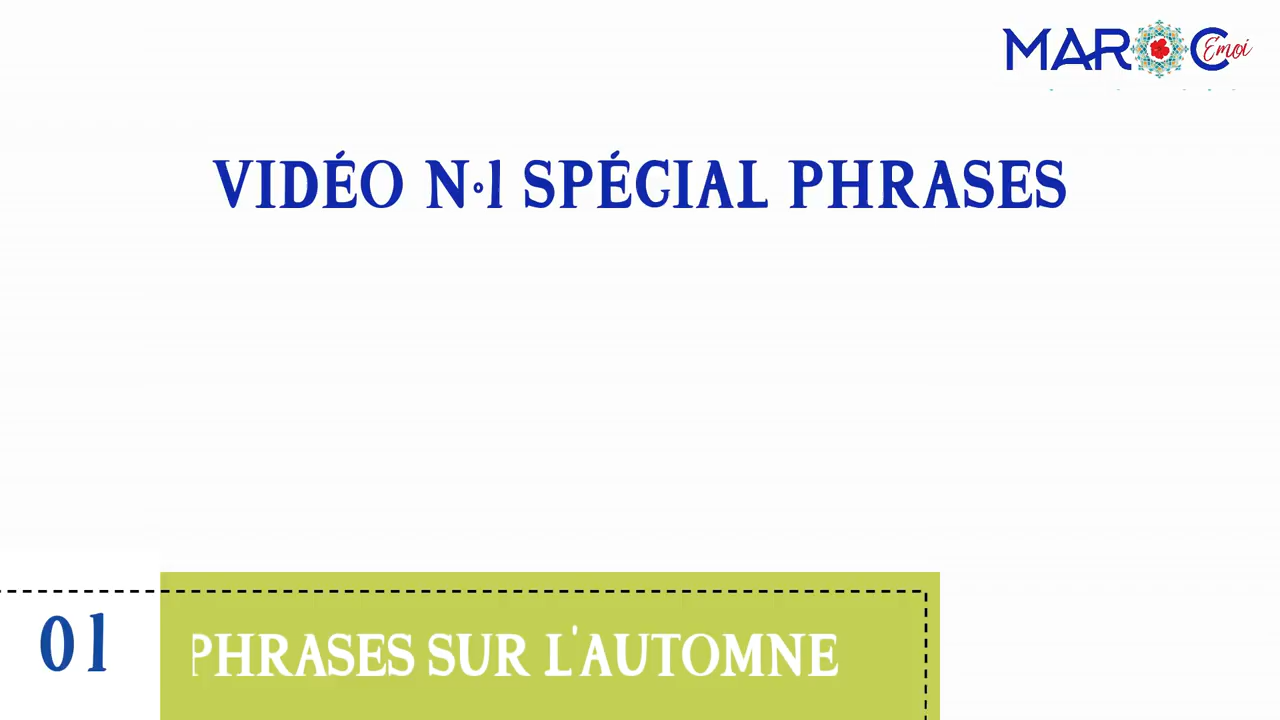 MAROC
Emoi
VIDÉO N°1 SPÉCIAL PHRASES
01
PHRASES SUR L'AUTOMNE